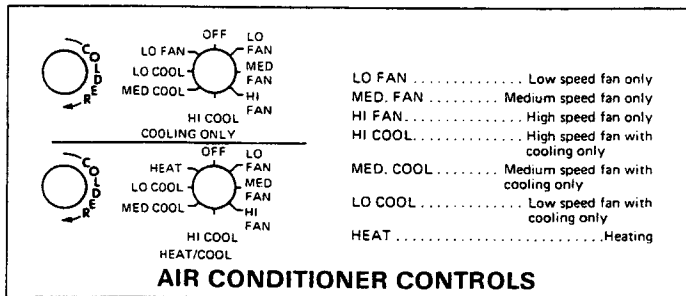 COLDER
OFF LO
LO FAN FAN
LO COOL MED
FAN
MED COOL HI
FAN
HI COOL
COOLING ONLY
COLDER
OFF LO
HEAT FAN
LO COOL MED
FAN
MED COOL HI
FAN
HI COOL
HEAT/COOL
LO FAN . . . . . . . . . . . . Low speed fan only
MED. FAN . . . . . . . . . Medium speed fan only
HI FAN . . . . . . . . . . . . High speed fan only
HI COOL . . . . . . . . . . . High speed fan with
cooling only
MED. COOL . . . . . . . Medium speed fan with
cooling only
LO COOL . . . . . . . . . . Low speed fan with
cooling only
HEAT . . . . . . . . . . . . . . . . . . . . . . Heating
AIR CONDITIONER CONTROLS